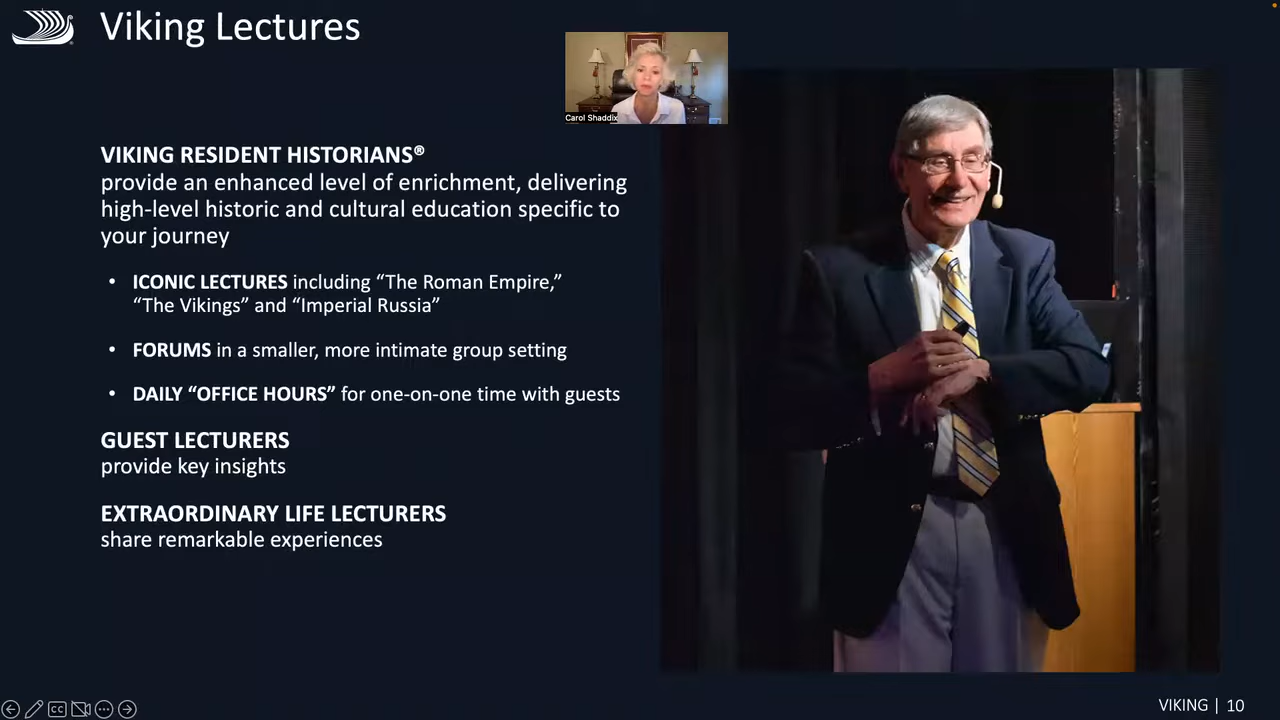 Viking Lectures
Carol Shaddix
VIKING RESIDENT HISTORIANS®
provide an enhanced level of enrichment, delivering
high-level historic and cultural education specific to
your journey
• ICONIC LECTURES including “The Roman Empire,”
“The Vikings” and “Imperial Russia”
• FORUMS in a smaller, more intimate group setting
• DAILY “OFFICE HOURS” for one-on-one time with guests
GUEST LECTURERS
provide key insights
EXTRAORDINARY LIFE LECTURERS
share remarkable experiences
CC
VIKING | 10